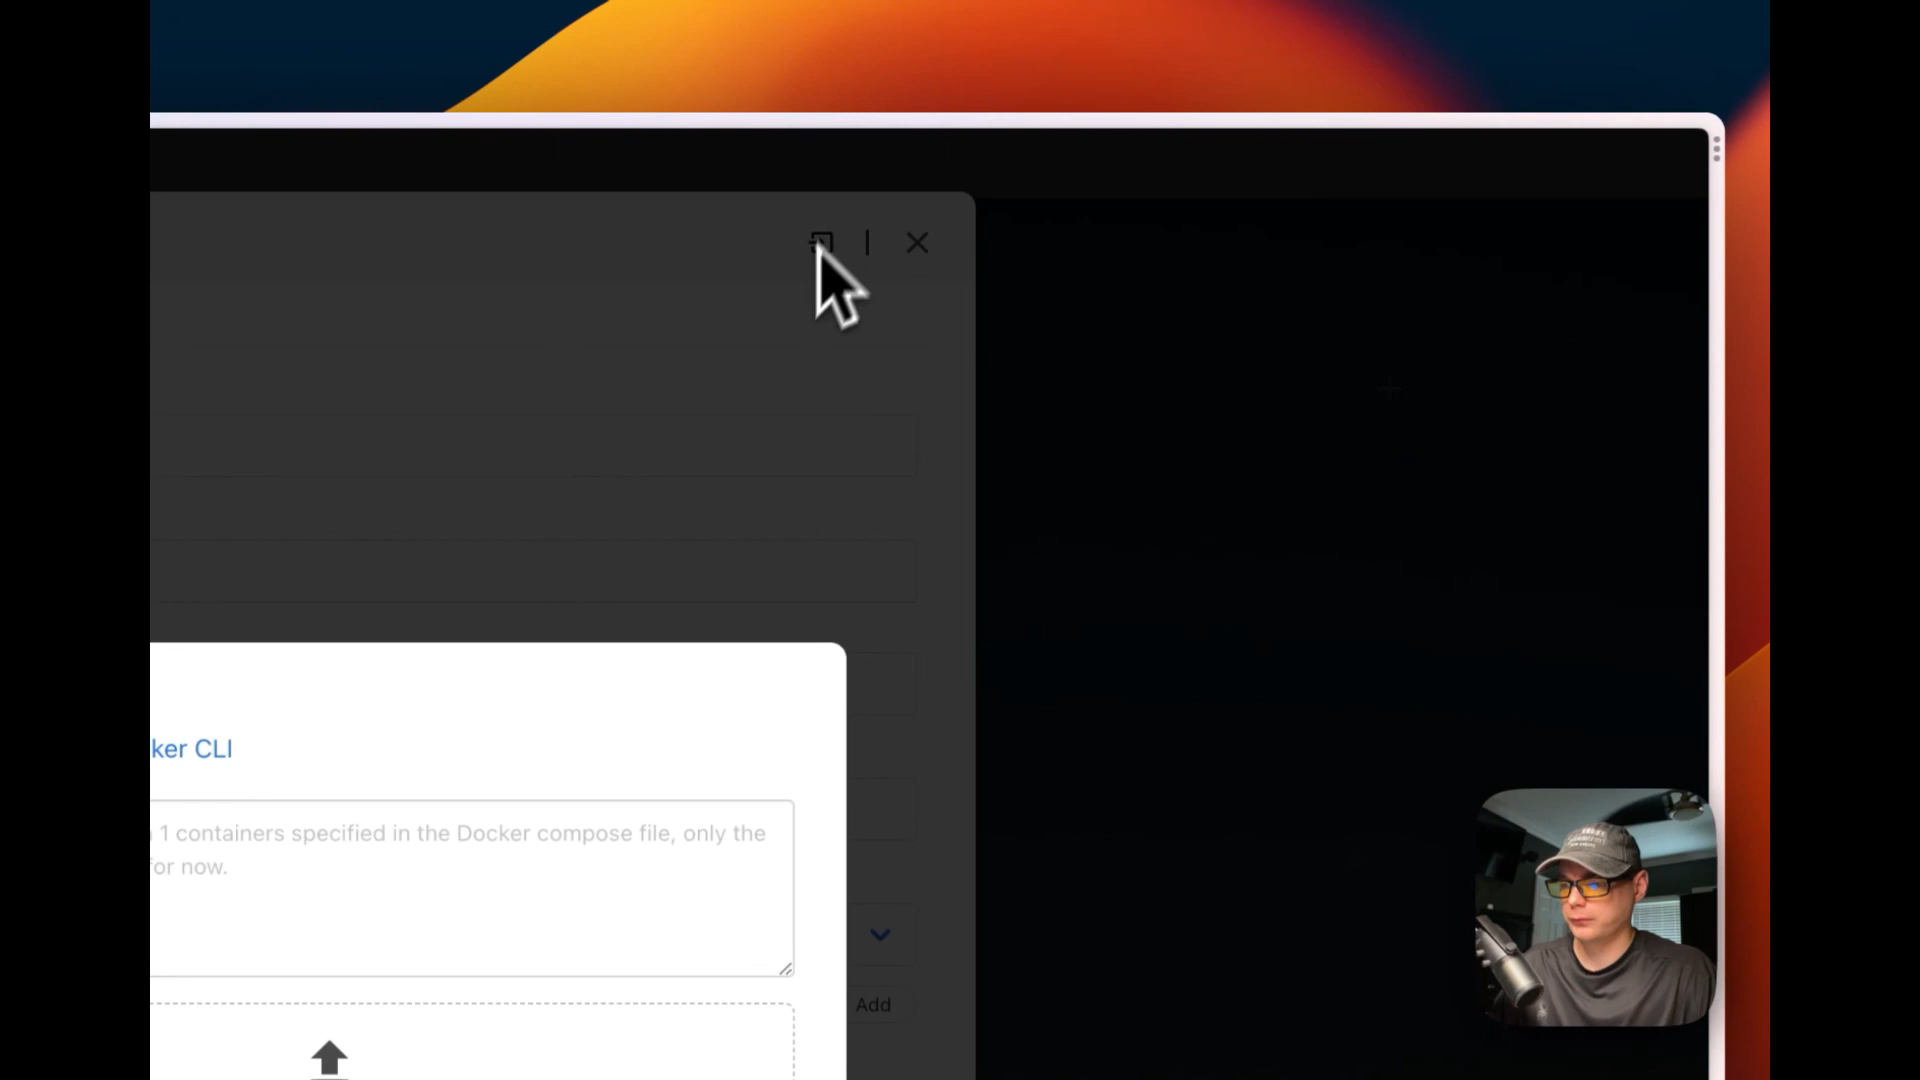 ker CLI
1 containers specified in the Docker compose file, only the
for now.
Add